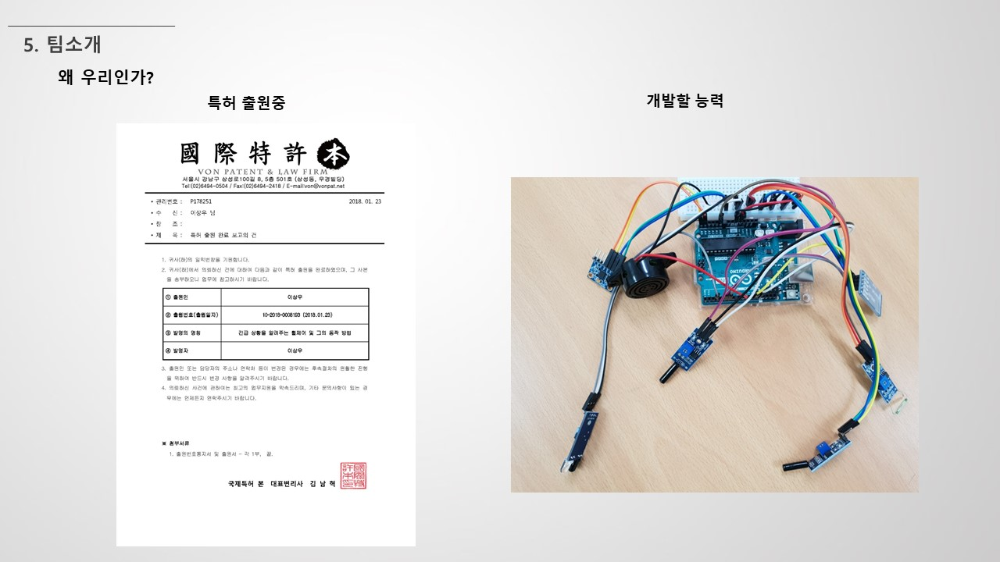 5. 팀소개
왜 우리인가?
특허 출원중
개발할 능력
國際特許 本
VON PATENT & LAW FIRM
서울시 강남구 삼성로100길 8, 5층 501호 (삼성동, 우경빌딩)
Tel:(02)6494-0504 / Fax:(02)6494-2418 / E-mail:von@vonpat.net
• 관리번호 : P178251 2018. 01. 23
• 수 신 : 이상우 님
• 참 조 :
• 제 목 : 특허 출원 완료 보고의 건
1. 귀사(하)의 일익번창을 기원합니다.
2. 귀사(하)에서 의뢰하신 건에 대하여 다음과 같이 특허 출원을 완료하였으며, 그 사본
을 송부하오니 업무에 참고하시기 바랍니다.
① 출원인 이상우
② 출원번호(출원일자) 10-2018-0008193 (2018.01.23)
③ 발명의 명칭 긴급 상황을 알려주는 휠체어 및 그의 동작 방법
④ 발명자 이상우
3. 출원인 또는 담당자의 주소나 연락처 등이 변경된 경우에는 후속절차의 원활한 진행
을 위하여 반드시 변경 사항을 알려주시기 바랍니다.
4. 의뢰하신 사건에 관하여는 최고의 업무지원을 약속드리며, 기타 문의사항이 있는 경
우에는 언제든지 연락주시기 바랍니다.
※ 첨부서류
1. 출원번호통지서 및 출원서 - 각 1부. 끝.
국제특허 본 대표변리사 김 남 혁